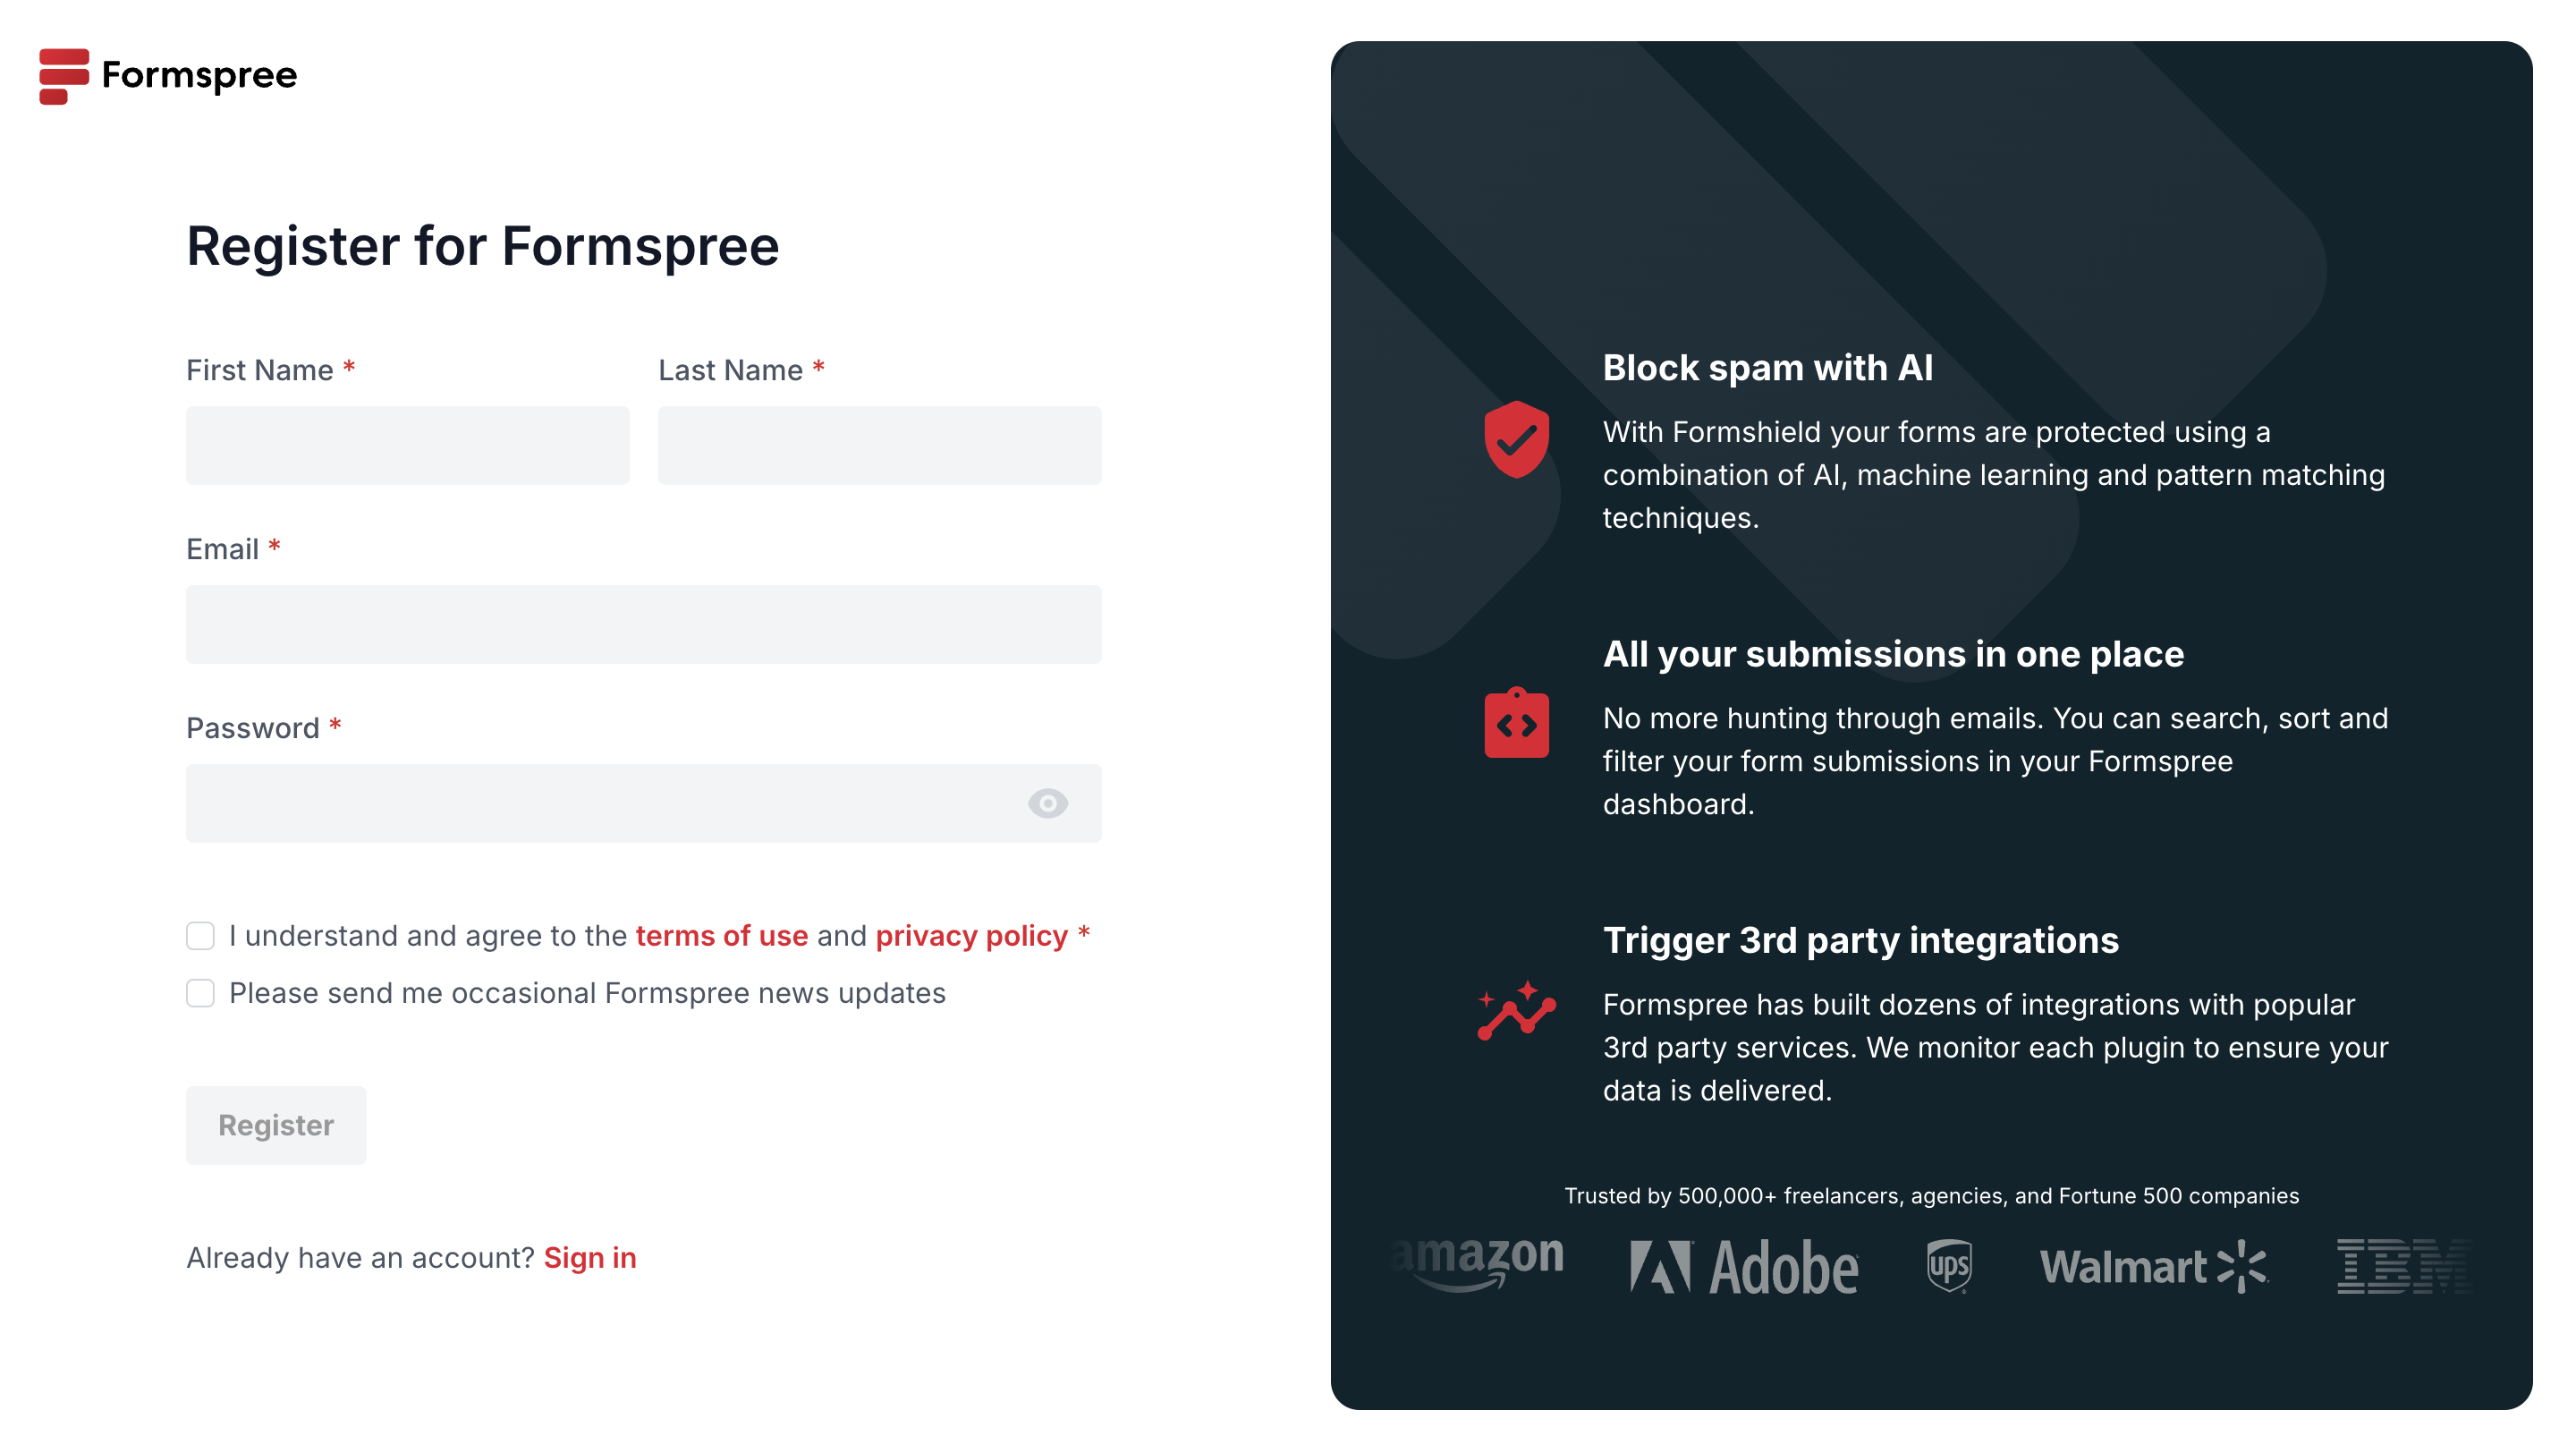 Formspree
Register for Formspree
First Name *
Last Name *
Email *
Password *
I understand and agree to the terms of use and privacy policy *
Please send me occasional Formspree news updates
Register
Already have an account? Sign in
Block spam with AI
With Formshield your forms are protected using a
combination of AI, machine learning and pattern matching
techniques.
All your submissions in one place
No more hunting through emails. You can search, sort and
filter your form submissions in your Formspree
dashboard.
Trigger 3rd party integrations
Formspree has built dozens of integrations with popular
3rd party services. We monitor each plugin to ensure your
data is delivered.
Trusted by 500,000+ freelancers, agencies, and Fortune 500 companies
amazon Adobe ups Walmart IBM